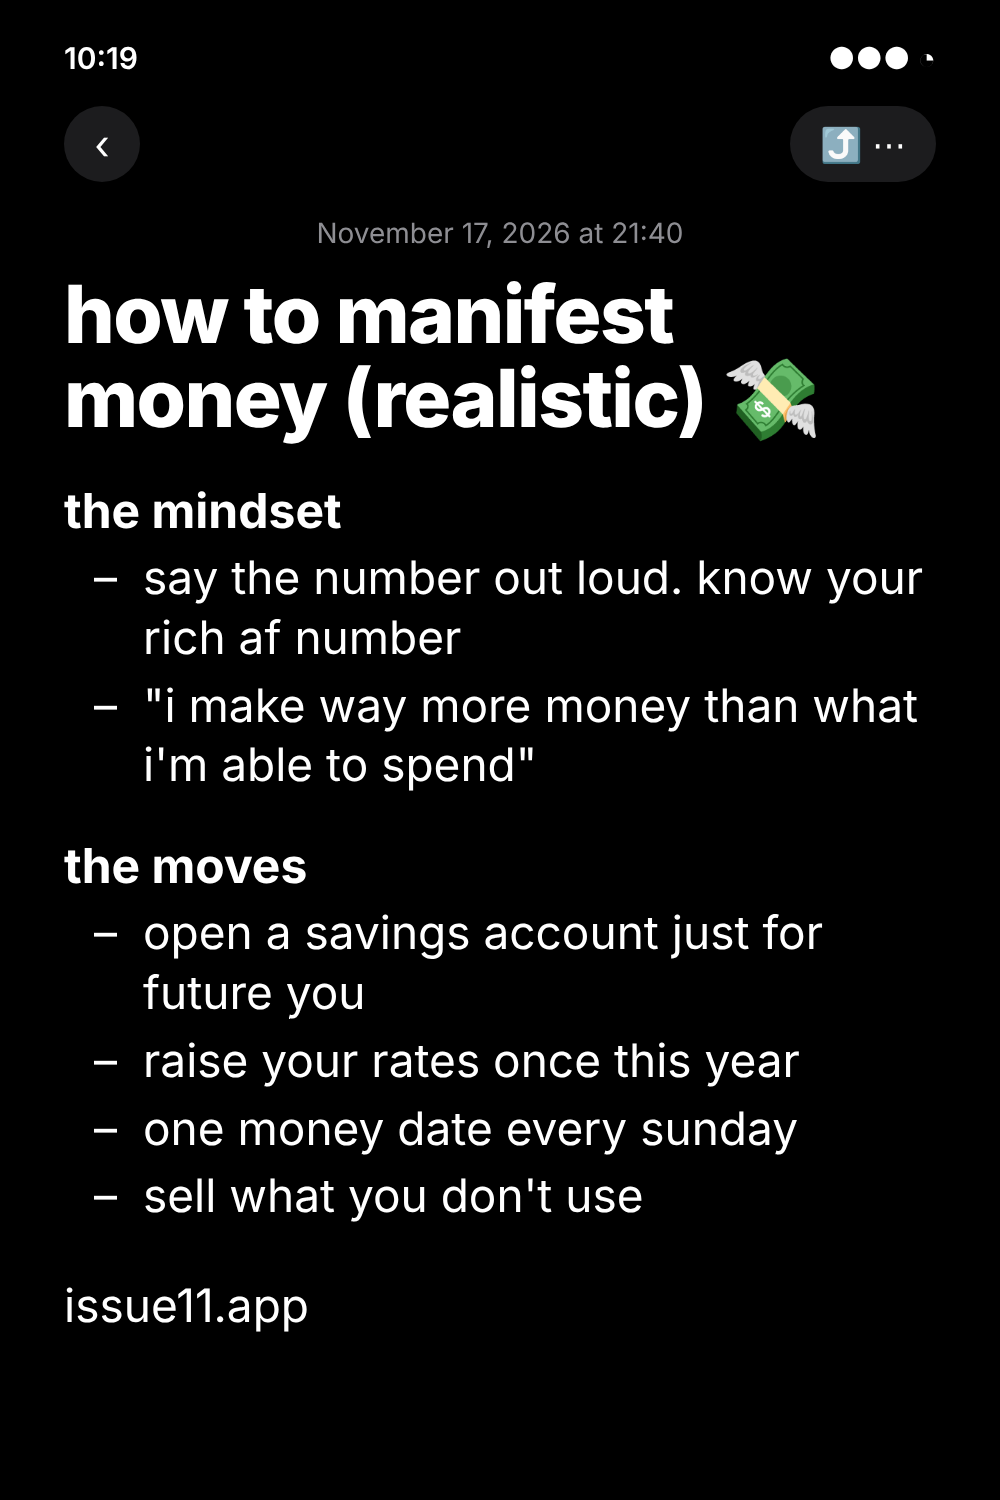 10:19
November 17, 2026 at 21:40
how to manifest
money (realistic) 💸
the mindset
– say the number out loud. know your
rich af number
– "i make way more money than what
i'm able to spend"
the moves
– open a savings account just for
future you
– raise your rates once this year
– one money date every sunday
– sell what you don't use
issue11.app